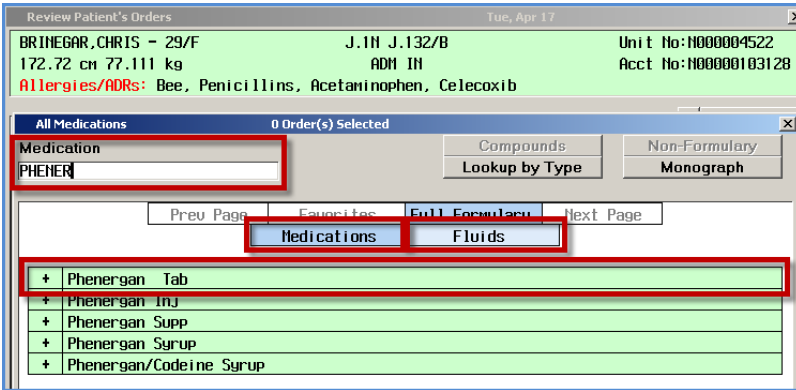 Review Patient's Orders Tue, Apr 17
BRINEGAR,CHRIS - 29/F J.1N J.132/B Unit No:N000004522
172.72 cm 77.111 kg ADM IN Acct No:N00000103128
Allergies/ADRs: Bee, Penicillins, Acetaminophen, Celecoxib
All Medications 0 Order(s) Selected
Medication Compounds Non-Formulary
PHENER Lookup by Type Monograph
Prev Page Favorites Full Formulary Next Page
Medications Fluids
+ Phenergan Tab
+ Phenergan Inj
+ Phenergan Supp
+ Phenergan Syrup
+ Phenergan/Codeine Syrup